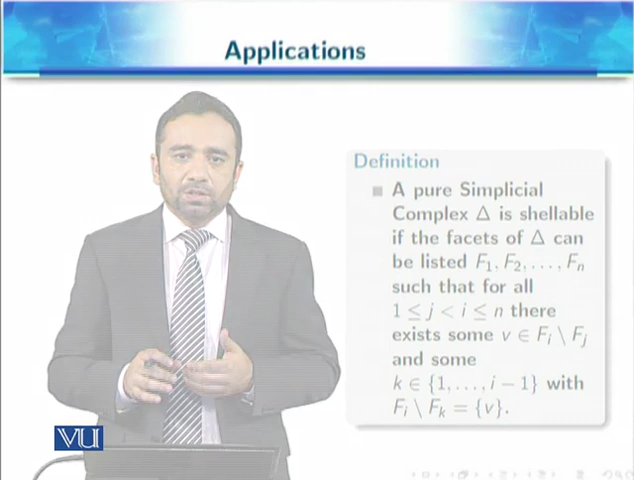 Applications
Definition
A pure Simplicial
Complex Δ is shellable
if the facets of Δ can
be listed F₁, F₂, . . . , Fₙ
such that for all
1 ≤ j < i ≤ n there
exists some v ∈ Fᵢ \ Fⱼ
and some
k ∈ {1, . . . , i − 1} with
Fᵢ \ Fₖ = {v}.
VU